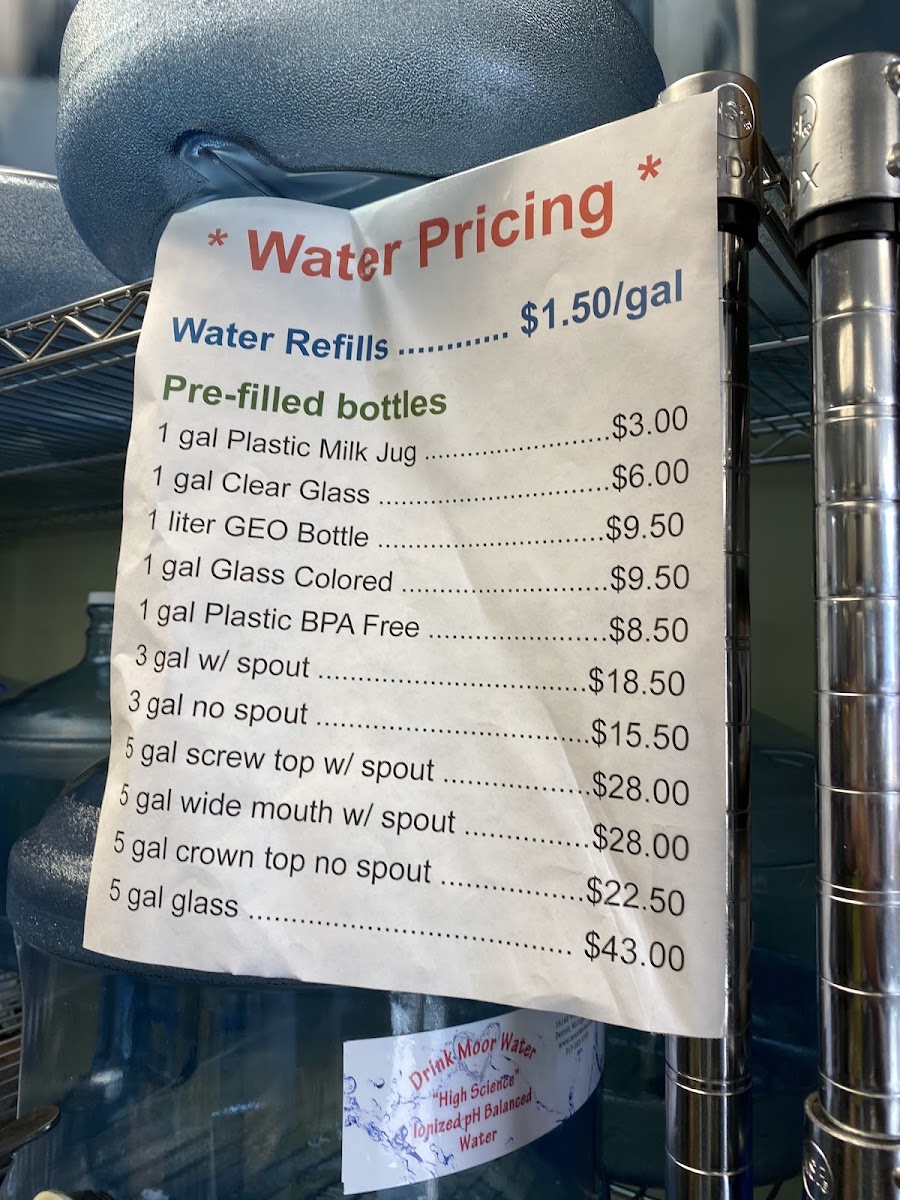 * Water Pricing *
Water Refills ............ $1.50/gal
Pre-filled bottles
1 gal Plastic Milk Jug ........................ $3.00
1 gal Clear Glass .............................. $6.00
1 liter GEO Bottle .............................. $9.50
1 gal Glass Colored ........................... $9.50
1 gal Plastic BPA Free ....................... $8.50
3 gal w/ spout ................................... $18.50
3 gal no spout ................................... $15.50
5 gal screw top w/ spout ................... $28.00
5 gal wide mouth w/ spout ................ $28.00
5 gal crown top no spout ................... $22.50
5 gal glass .......................................... $43.00
Drink Moor Water
"High Science"
Ionized pH Balanced
Water